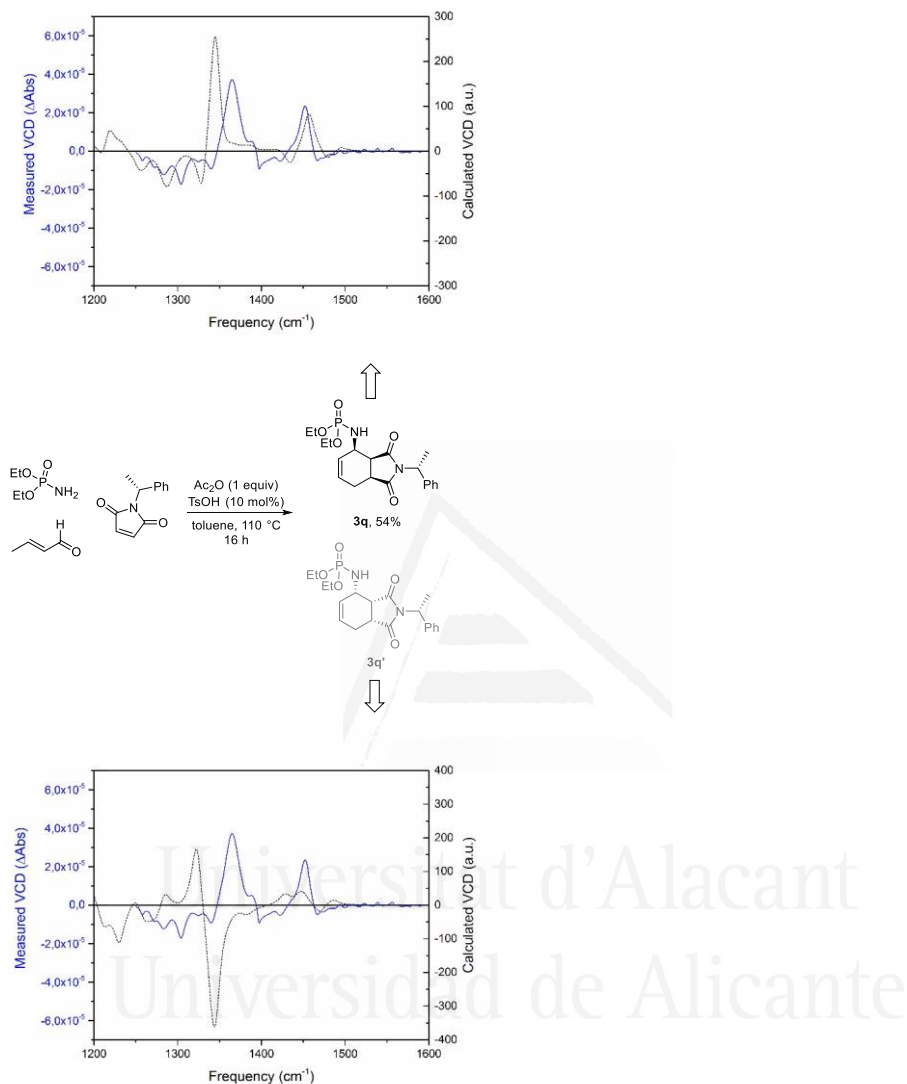 6,0x10⁻⁵
4,0x10⁻⁵
2,0x10⁻⁵
0,0
-2,0x10⁻⁵
-4,0x10⁻⁵
-6,0x10⁻⁵
Measured VCD (ΔAbs)
300
200
100
0
-100
-200
-300
Calculated VCD (a.u.)
1200 1300 1400 1500 1600
Frequency (cm⁻¹)
O
EtO P NH
EtO
O
N
O
Ph
3q, 54%
O
EtO P
EtO NH₂
H
O
O N O
Ph
Ac₂O (1 equiv)
TsOH (10 mol%)
toluene, 110 °C
16 h
O
EtO P NH
EtO
O
N
O
Ph
3q'
6,0x10⁻⁵
4,0x10⁻⁵
2,0x10⁻⁵
0,0
-2,0x10⁻⁵
-4,0x10⁻⁵
-6,0x10⁻⁵
Measured VCD (ΔAbs)
400
300
200
100
0
-100
-200
-300
-400
Calculated VCD (a.u.)
1200 1300 1400 1500 1600
Frequency (cm⁻¹)
Universitat d'Alacant
Universidad de Alicante